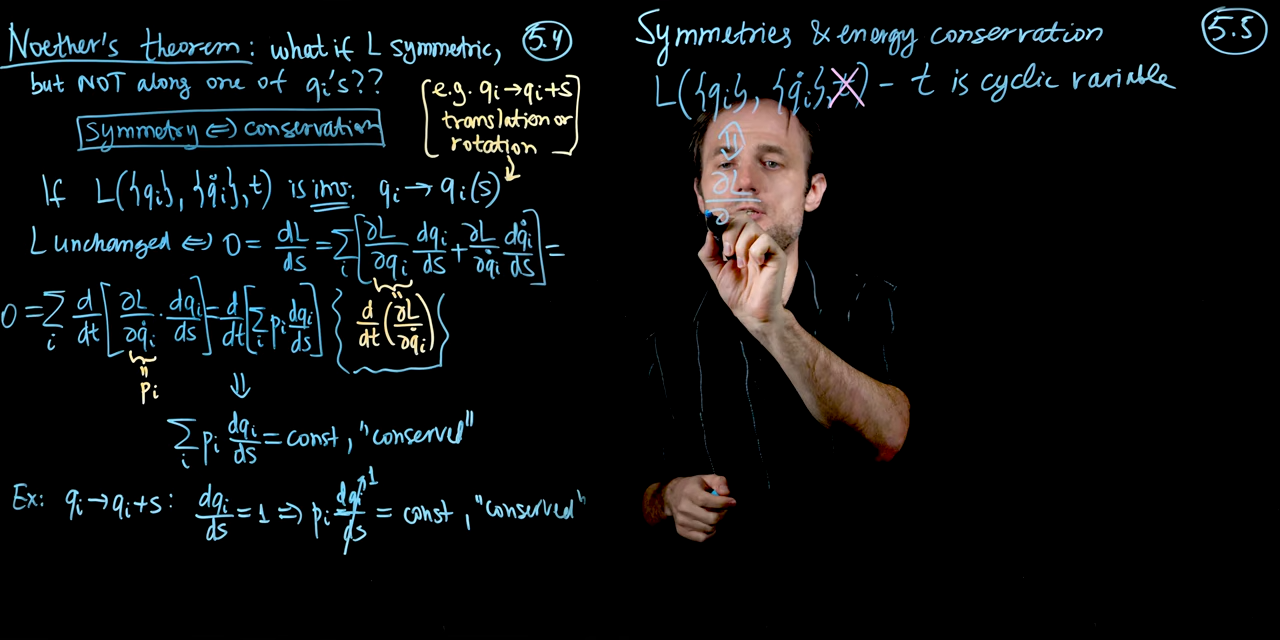 Noether's theorem: what if L symmetric, 5.4
but NOT along one of qi's??
[e.g. qi → qi+s
translation or
rotation]
Symmetry ⇔ conservation
If L({qi}, {q̇i}, t) is inv. qi → qi(s)
L unchanged ⇔ 0 = dL/ds = Σi [∂L/∂qi dqi/ds + ∂L/∂q̇i dq̇i/ds] =
0 = Σi d/dt [∂L/∂q̇i · dqi/ds] = d/dt [Σi pi dqi/ds] { d/dt (∂L/∂q̇i) }
" pi
⇓
Σi pi dqi/ds = const, "conserved"
Ex: qi → qi+s: dqi/ds = 1 ⇒ pi dqi/ds 1 = const, "conserved"
Symmetries & energy conservation 5.5
L({qi}, {q̇i}, t) - t is cyclic variable
⇓
∂L/∂